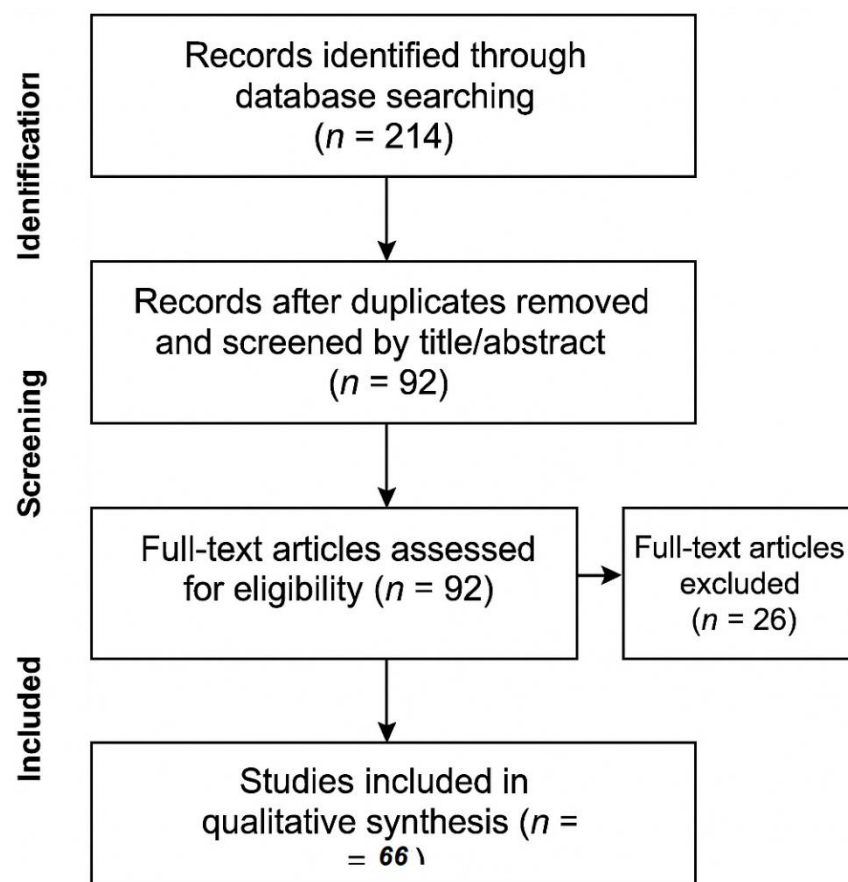 Identification
Records identified through
database searching
(n = 214)
Records after duplicates removed
and screened by title/abstract
(n = 92)
Screening
Full-text articles assessed
for eligibility (n = 92)
Full-text articles
excluded
(n = 26)
Included
Studies included in
qualitative synthesis (n =
= 66)